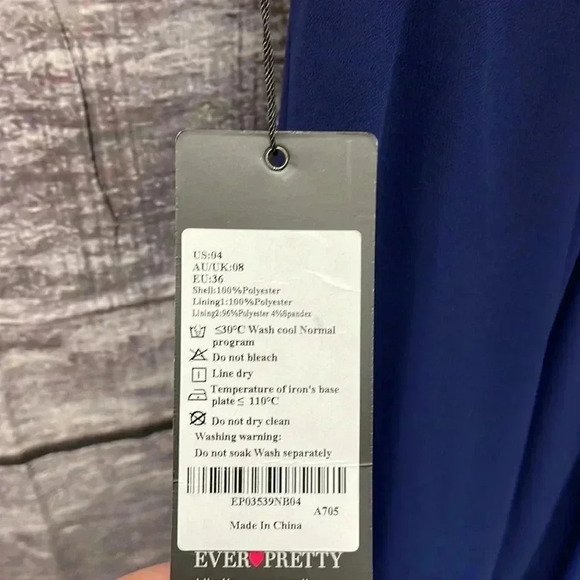 US:04
AU/UK:08
EU:36
Shell:100%Polyester
Lining1:100%Polyester
Lining2:96%Polyester 4%Spandex
≤30°C Wash cool Normal
program
Do not bleach
Line dry
Temperature of iron's base
plate ≤ 110°C
Do not dry clean
Washing warning:
Do not soak Wash separately
EP03539NB04
A705
Made In China
EVER PRETTY